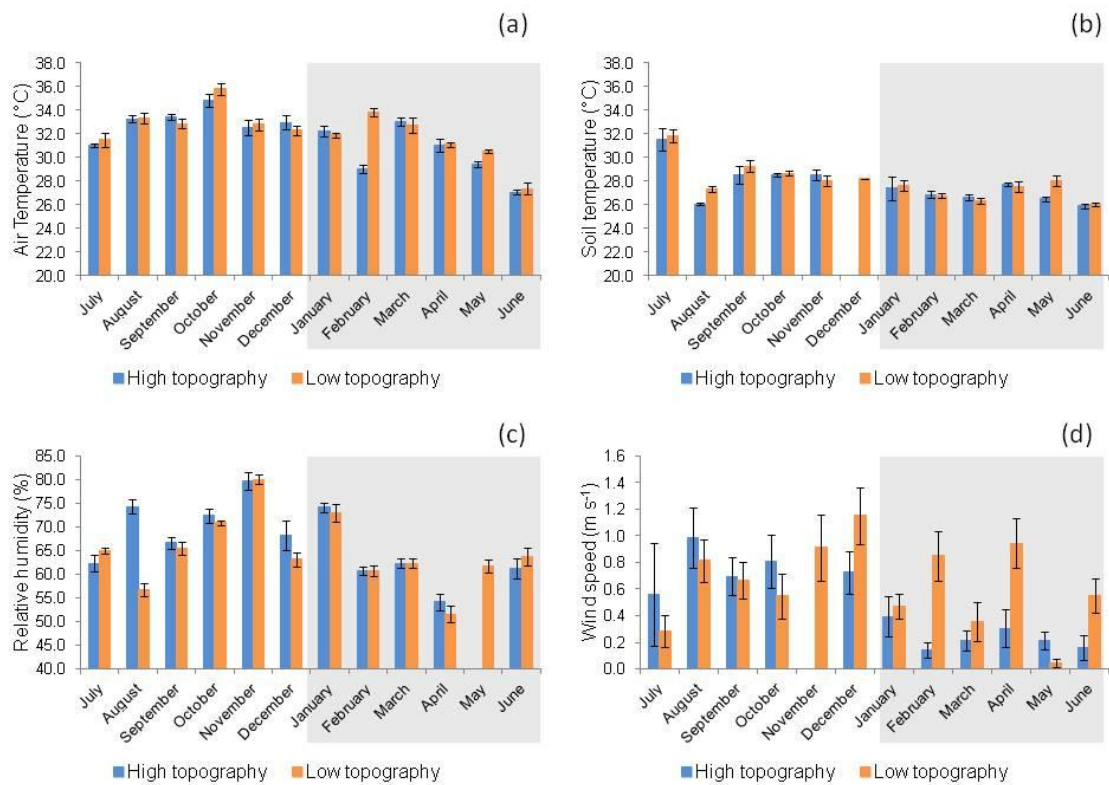 (a)
Air Temperature (°C)
38.0
36.0
34.0
32.0
30.0
28.0
26.0
24.0
22.0
20.0
July
August
September
October
November
December
January
February
March
April
May
June
High topography
Low topography
(b)
Soil temperature (°C)
38.0
36.0
34.0
32.0
30.0
28.0
26.0
24.0
22.0
20.0
July
August
September
October
November
December
January
February
March
April
May
June
High topography
Low topography
(c)
Relative humidity (%)
85.0
80.0
75.0
70.0
65.0
60.0
55.0
50.0
45.0
40.0
July
August
September
October
November
December
January
February
March
April
May
June
High topography
Low topography
(d)
Wind speed (m s-1)
1.6
1.4
1.2
1.0
0.8
0.6
0.4
0.2
0.0
July
August
September
October
November
December
January
February
March
April
May
June
High topography
Low topography